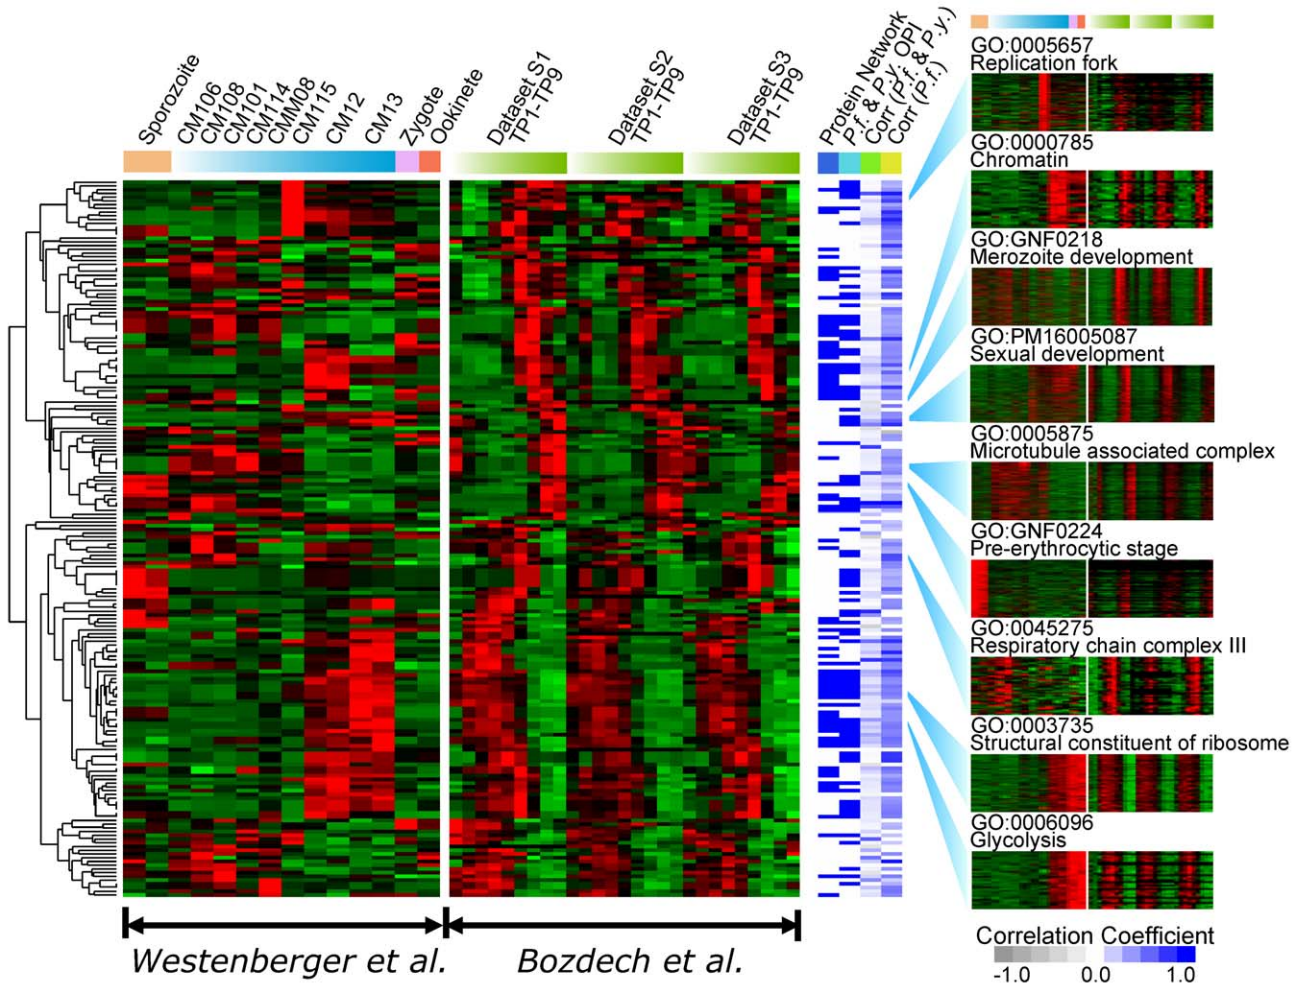 Sporozoite
CM106
CM108
CM101
CM114
CMM08
CM115
CM12
CM13
Zygote
Ookinete
Dataset S1
TP1-TP9
Dataset S2
TP1-TP9
Dataset S3
TP1-TP9
Protein Network
P.f. & P.y. OPI
Corr (P.f. & P.y.)
Corr (P.f.)
GO:0005657
Replication fork
GO:0000785
Chromatin
GO:GNF0218
Merozoite development
GO:PM16005087
Sexual development
GO:0005875
Microtubule associated complex
GO:GNF0224
Pre-erythrocytic stage
GO:0045275
Respiratory chain complex III
GO:0003735
Structural constituent of ribosome
GO:0006096
Glycolysis
Westenberger et al.
Bozdech et al.
Correlation Coefficient
-1.0 0.0 1.0